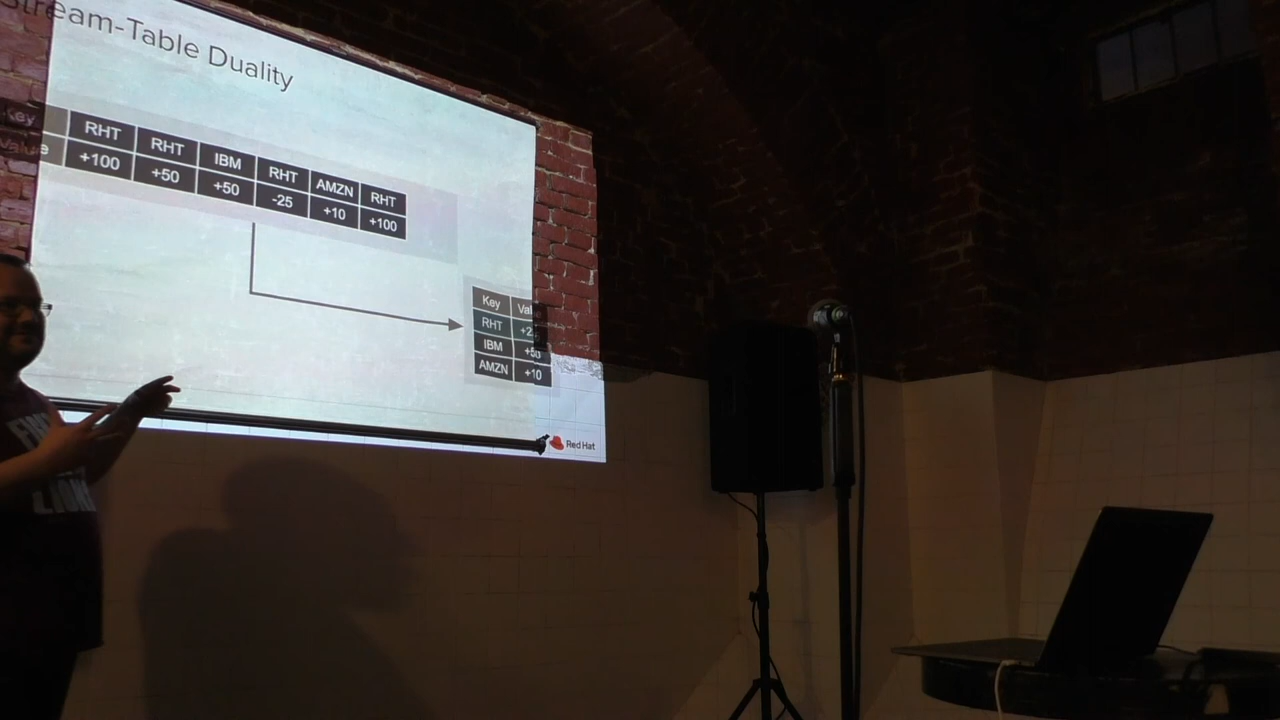 Stream-Table Duality
Key RHT RHT IBM RHT AMZN RHT
Value +100 +50 +50 -25 +10 +100
Key
RHT
IBM +50
AMZN +10
Red Hat